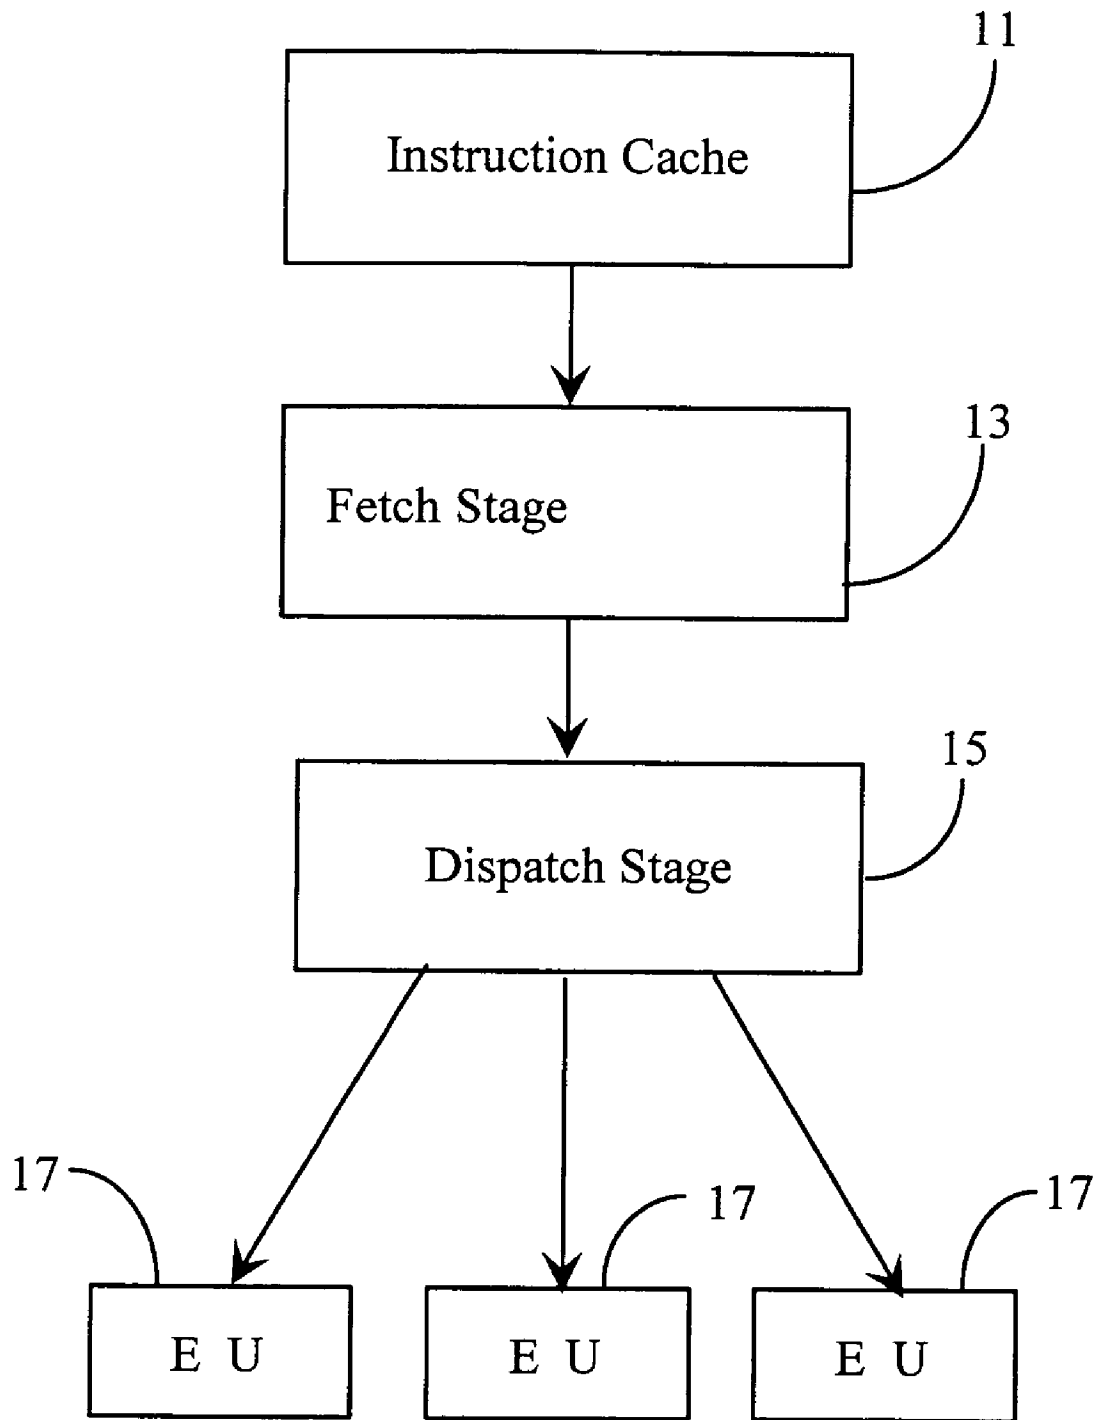 11
Instruction Cache
13
Fetch Stage
15
Dispatch Stage
17
17
17
E U
E U
E U